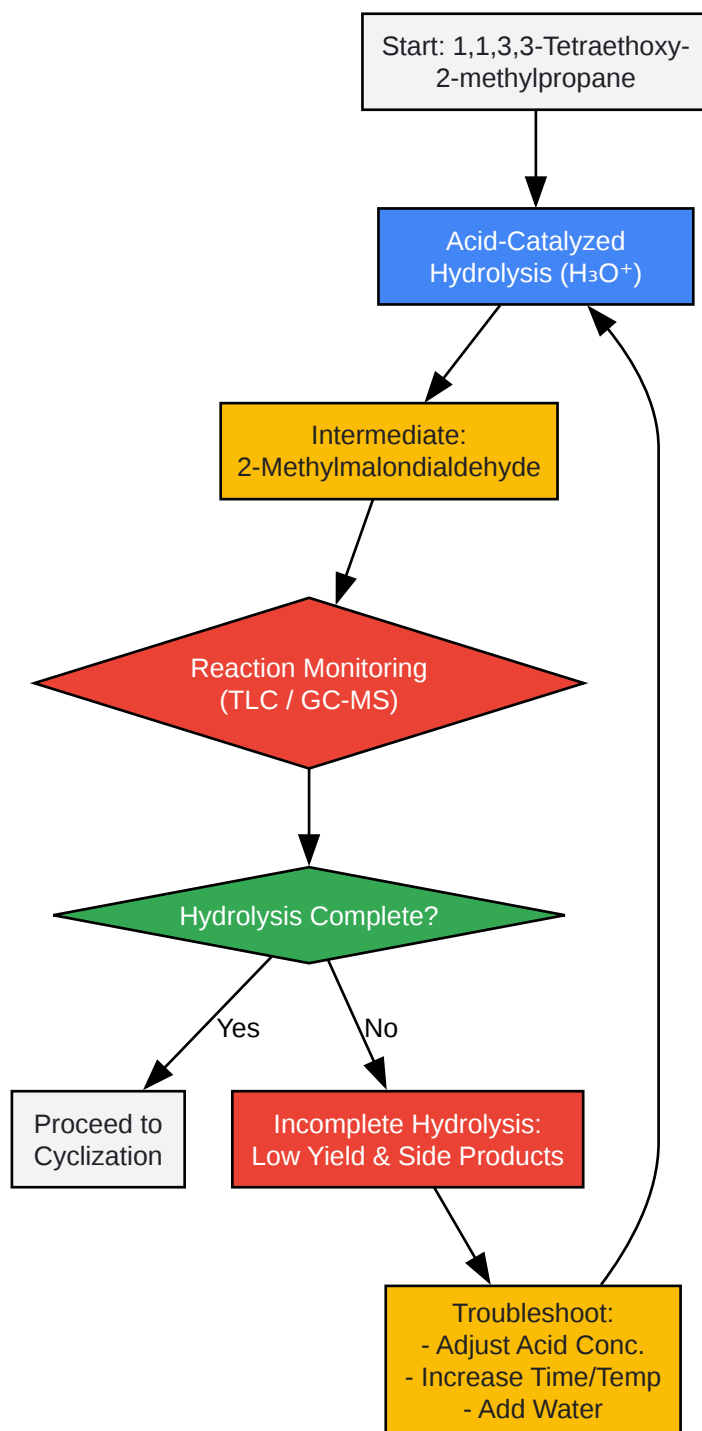 Start: 1,1,3,3-Tetraethoxy-
2-methylpropane
Acid-Catalyzed
Hydrolysis (H₃O⁺)
Intermediate:
2-Methylmalondialdehyde
Reaction Monitoring
(TLC / GC-MS)
Hydrolysis Complete?
Yes
No
Proceed to
Cyclization
Incomplete Hydrolysis:
Low Yield & Side Products
Troubleshoot:
- Adjust Acid Conc.
- Increase Time/Temp
- Add Water